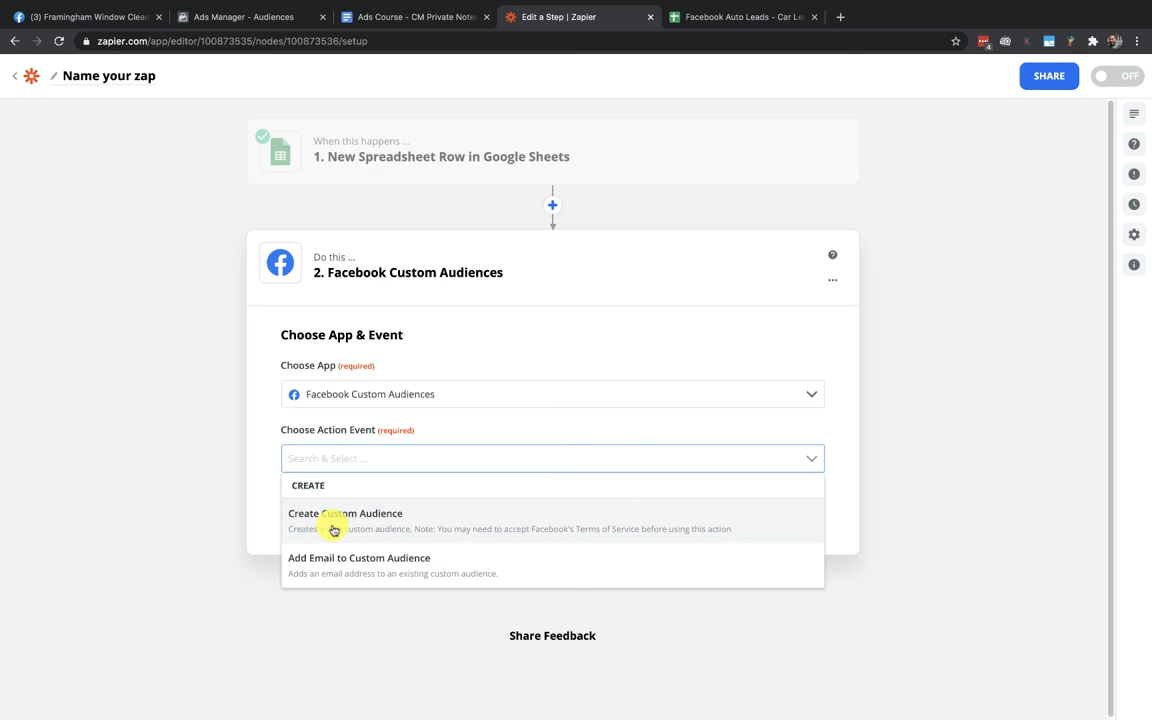 (3) Framingham Window Clean
Ads Manager - Audiences
Ads Course - CM Private Notes
Edit a Step | Zapier
Facebook Auto Leads - Car Le
zapier.com/app/editor/100873535/nodes/100873536/setup
4
K
Name your zap
SHARE
OFF
When this happens ...
1. New Spreadsheet Row in Google Sheets
Do this ...
2. Facebook Custom Audiences
Choose App & Event
Choose App (required)
Facebook Custom Audiences
Choose Action Event (required)
Search & Select ...
CREATE
Create Custom Audience
Creates custom audience. Note: You may need to accept Facebook's Terms of Service before using this action
Add Email to Custom Audience
Adds an email address to an existing custom audience.
Share Feedback